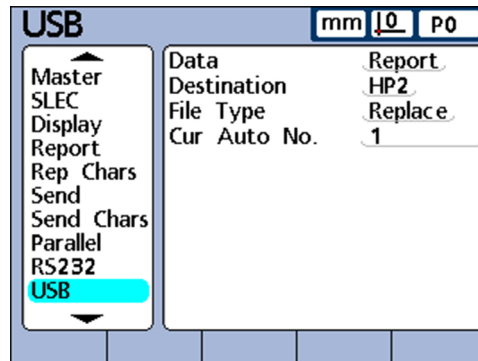 USB
mm 0 P0
Master
SLEC
Display
Report
Rep Chars
Send
Send Chars
Parallel
RS232
USB
Data Report
Destination HP2
File Type Replace
Cur Auto No. 1